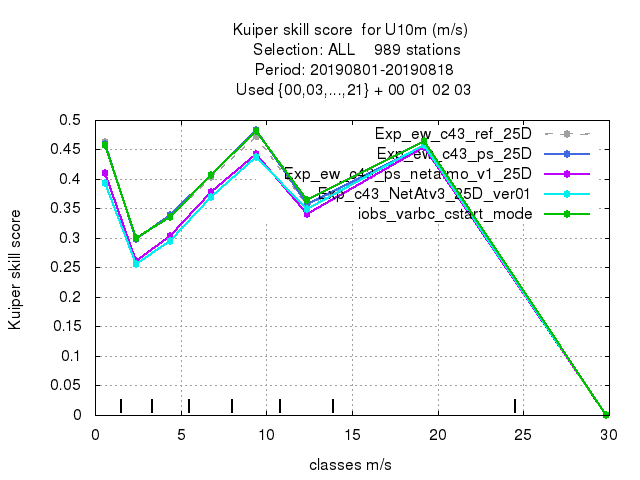 Kuiper skill score for U10m (m/s)
Selection: ALL 989 stations
Period: 20190801-20190818
Used {00,03,...,21} + 00 01 02 03
Exp_ew_c43_ref_25D
Exp_ew_c43_ps_25D
Exp_ew_c43_ps_netatmo_v1_25D
Exp_c43_NetAtv3_25D_ver01
iobs_varbc_cstart_mode
0.5
0.45
0.4
0.35
0.3
0.25
0.2
0.15
0.1
0.05
0
Kuiper skill score
0 5 10 15 20 25 30
classes m/s